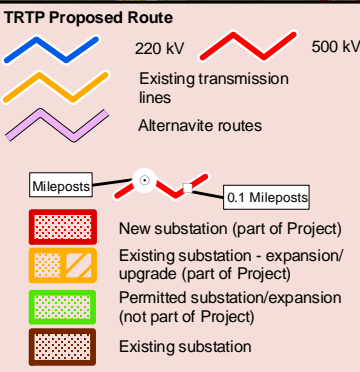 TRTP Proposed Route
220 kV
500 kV
Existing transmission
lines
Alternavite routes
Mileposts
0.1 Mileposts
New substation (part of Project)
Existing substation - expansion/
upgrade (part of Project)
Permitted substation/expansion
(not part of Project)
Existing substation